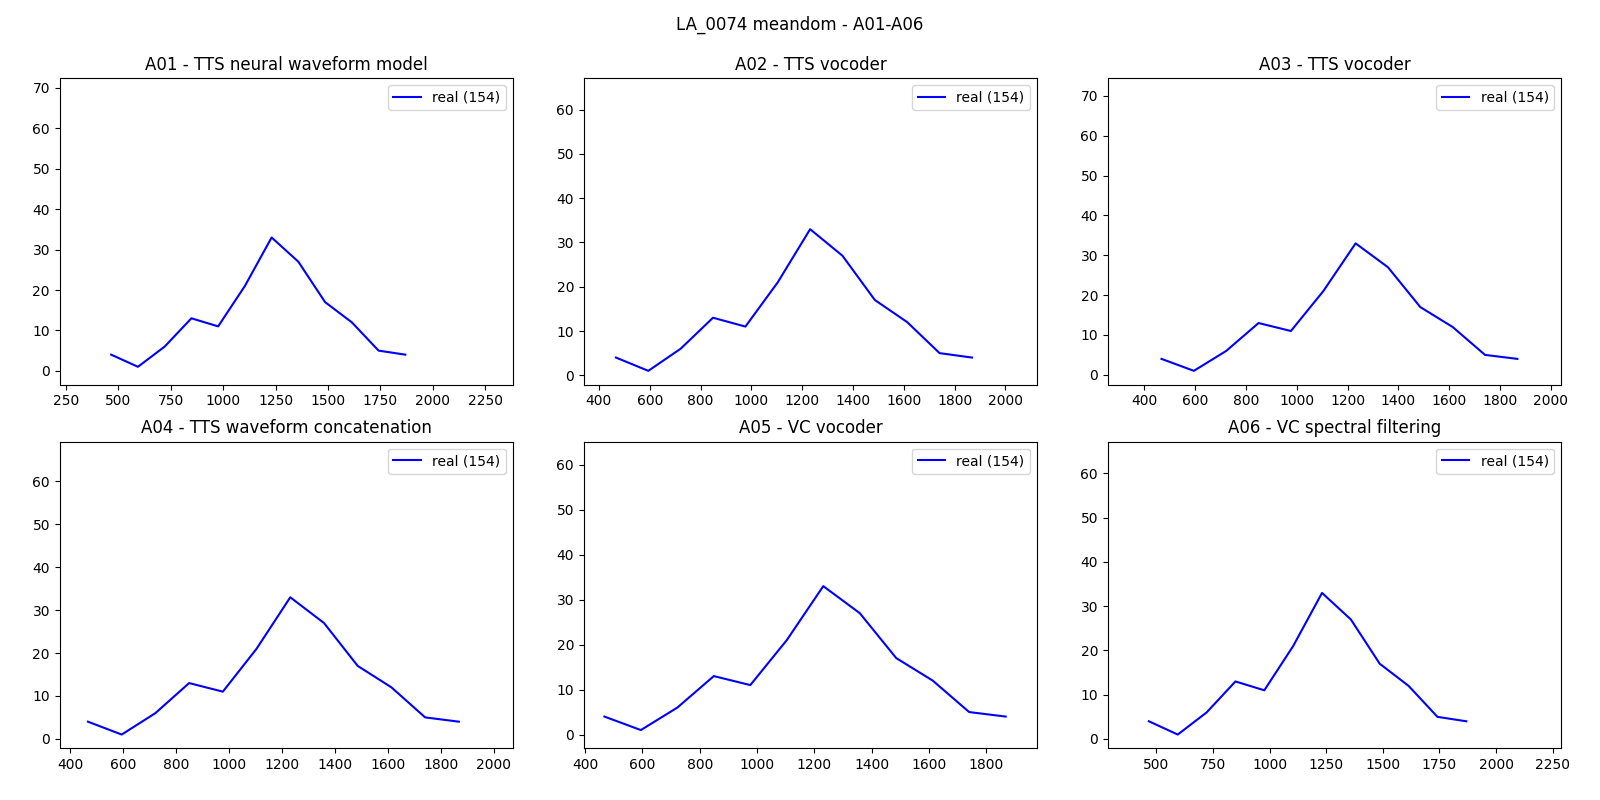 LA_0074 meandom - A01-A06
A01 - TTS neural waveform model
70
60
50
40
30
20
10
0
real (154)
250 500 750 1000 1250 1500 1750 2000 2250
A02 - TTS vocoder
60
50
40
30
20
10
0
real (154)
400 600 800 1000 1200 1400 1600 1800 2000
A03 - TTS vocoder
70
60
50
40
30
20
10
0
real (154)
400 600 800 1000 1200 1400 1600 1800 2000
A04 - TTS waveform concatenation
60
50
40
30
20
10
0
real (154)
400 600 800 1000 1200 1400 1600 1800 2000
A05 - VC vocoder
60
50
40
30
20
10
0
real (154)
400 600 800 1000 1200 1400 1600 1800
A06 - VC spectral filtering
60
50
40
30
20
10
0
real (154)
500 750 1000 1250 1500 1750 2000 2250